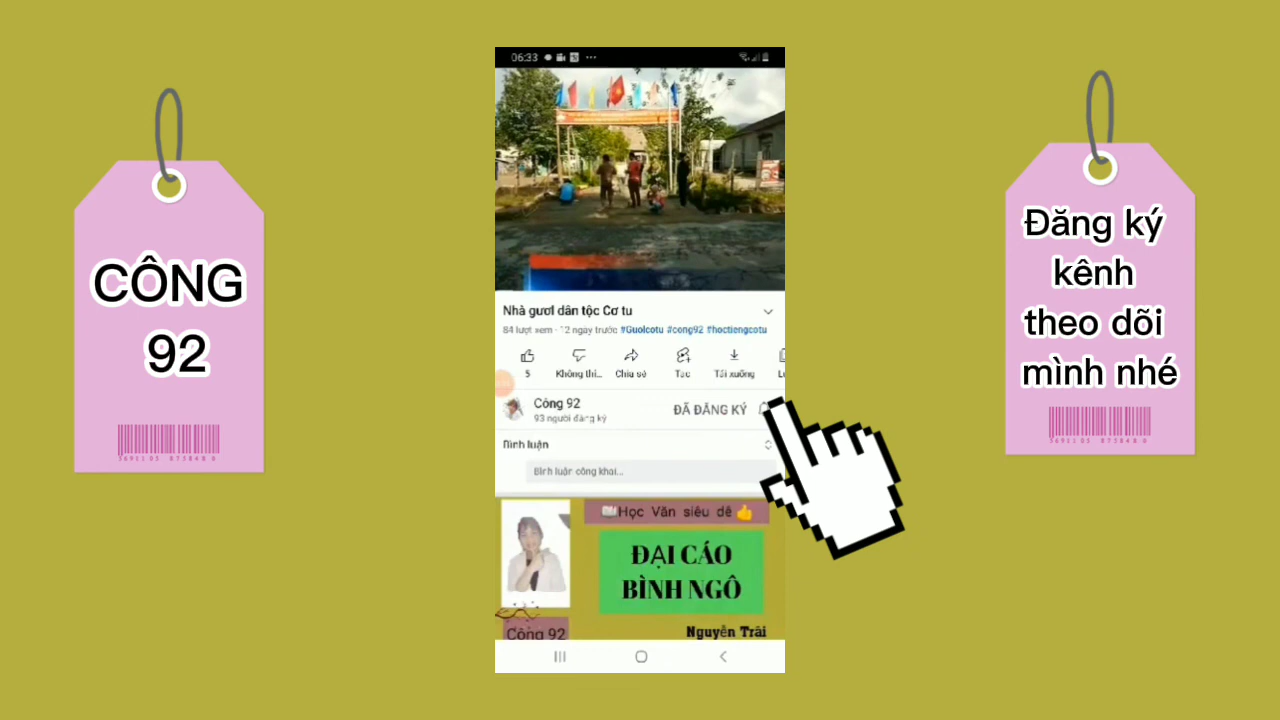 CÔNG
92
06:33
Nhà gươl dân tộc Cơ tu
84 lượt xem · 12 ngày trước #Guolcotu #cong92 #hoctiengcotu
5
Không thí...
Chia sẻ
Tạo
Tải xuống
Công 92
93 người đăng ký
ĐÃ ĐĂNG KÝ
Bình luận
Bình luận công khai...
Học Văn siêu dễ
ĐẠI CÁO
BÌNH NGÔ
Nguyễn Trãi
Công 92
Đăng ký
kênh
theo dõi
mình nhé